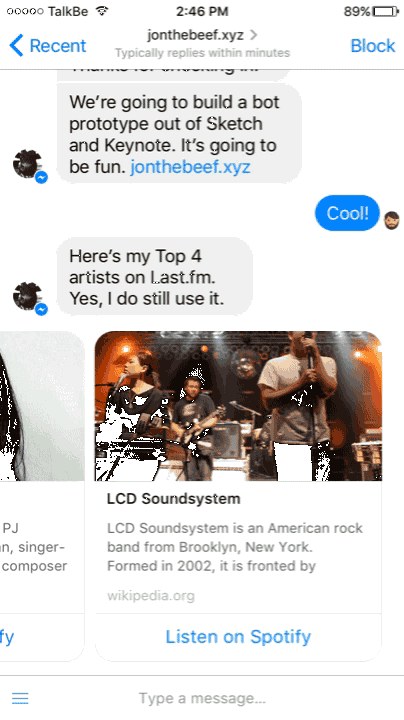 TalkBe 2:46 PM 89%
Recent jonthebeef.xyz Block
Typically replies within minutes
We're going to build a bot
prototype out of Sketch
and Keynote. It's going to
be fun. jonthebeef.xyz
Cool!
Here's my Top 4
artists on Last.fm.
Yes, I do still use it.
PJ
n, singer-
composer
fy
LCD Soundsystem
LCD Soundsystem is an American rock
band from Brooklyn, New York.
Formed in 2002, it is fronted by
wikipedia.org
Listen on Spotify
Type a message...